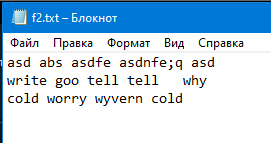 f2.txt – Блокнот
Файл Правка Формат Вид Справка
asd abs asdfe asdnfe;q asd
write goo tell tell   why
cold worry wyvern cold